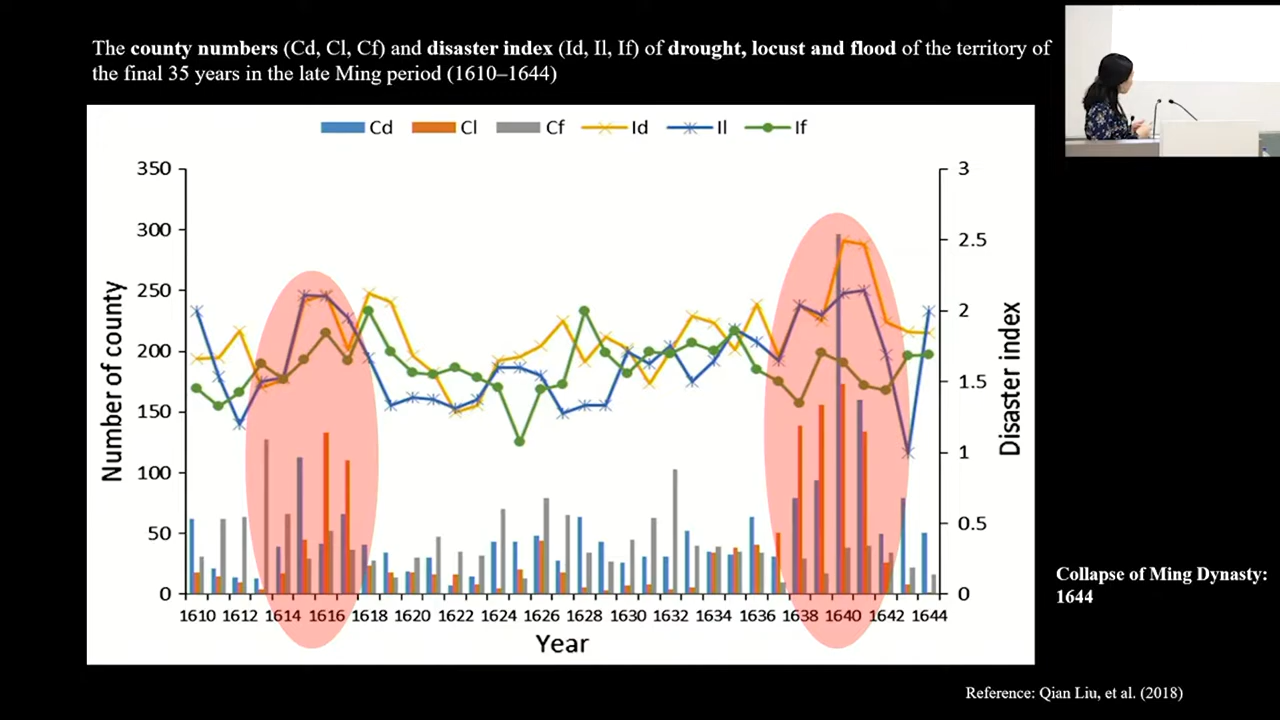 The county numbers (Cd, Cl, Cf) and disaster index (Id, Il, If) of drought, locust and flood of the territory of
the final 35 years in the late Ming period (1610–1644)
Cd Cl Cf Id Il If
350
300
250
200
150
100
50
0
Number of county
3
2.5
2
1.5
1
0.5
0
Disaster index
1610 1612 1614 1616 1618 1620 1622 1624 1626 1628 1630 1632 1634 1636 1638 1640 1642 1644
Year
Collapse of Ming Dynasty:
1644
Reference: Qian Liu, et al. (2018)